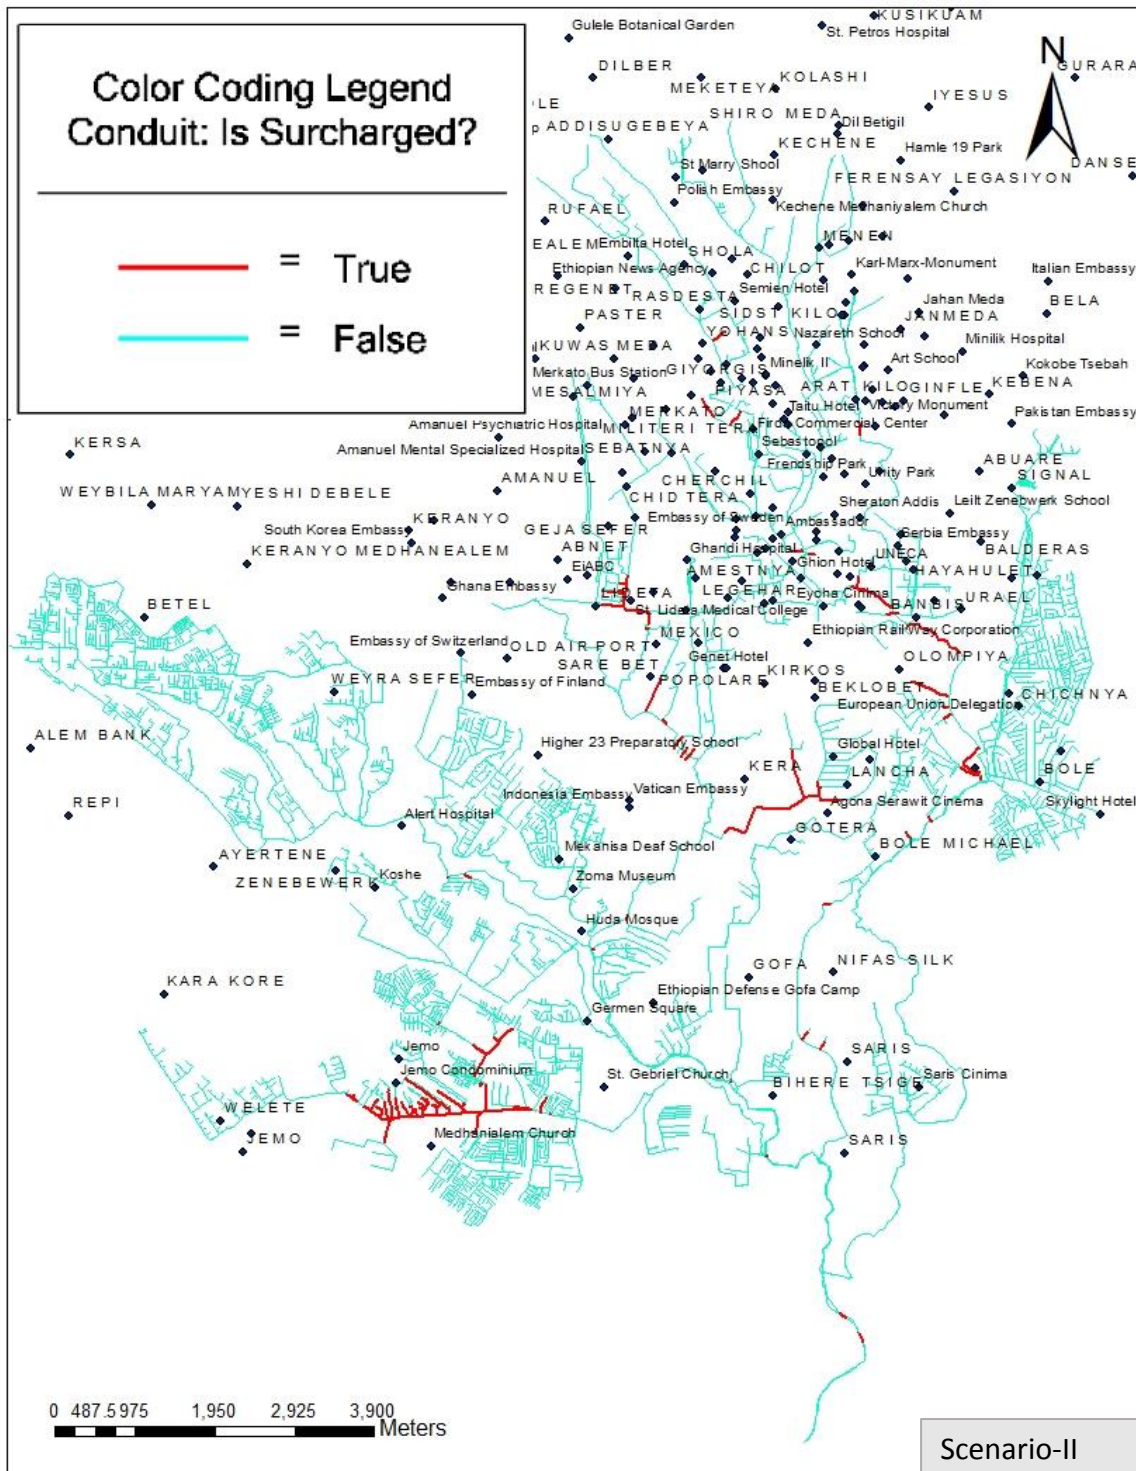 Color Coding Legend
Conduit: Is Surcharged?
= True
= False
N
KUSIKUAM
Gulele Botanical Garden
St. Petros Hospital
DILBER
GURARA
KOLASHI
MEKETEYA
IYESUS
SHIRO MEDA
ADDISUGEBEYA
Dil Betigil
KECHENE
Hamle 19 Park
DANSE
St Marry Shool
FERENSAY LEGASIYON
Polish Embassy
Kechene Methaniyalem Church
RUFAEL
MENEN
EALEM
Embilta Hotel
SHOLA
Karl-Marx-Monument
Italian Embassy
Ethiopian News Agency
CHILOT
REGENET
RASDESTA
Semien Hotel
Jahan Meda
BELA
PASTER
SIDST KILO
JANMEDA
YOHANS
Nazareth School
Minilik Hospital
KUWAS MEDA
Art School
Merkato Bus Station
GIYORGIS
Minelik II
Kokobe Tsebah
MESALMIYA
PIYASA
ARAT KILO
GINFLE
KEBENA
MERKATO
Taitu Hotel
Victory Monument
Pakistan Embassy
Amanuel Psychiatric Hospital
MILITERI TERA
Commercial Center
KERSA
Sebastopol
Amanuel Mental Specialized Hospital
SEBATNYA
Frendship Park
ABUARE
AMANUEL
CHERCHIL
Unity Park
SIGNAL
WEYBILA MARYAM
YESHI DEBELE
CHID TERA
Sheraton Addis
Leilt Zenebwerk School
South Korea Embassy
KERANYO
GEJA SEFER
Embassy of Sweden
Ambassador
Serbia Embassy
KERANYO MEDHANEALEM
ABNET
Ghandi Hospital
BALDERAS
EiABC
Ghion Hotel
UNECA
HAYAHULET
Ghana Embassy
AMESTNYA
LIDETA
LEGEHAR
Eyoha Cinima
BETEL
St. Lideta Medical College
BANBIS
URAEL
Embassy of Switzerland
MEXICO
Ethiopian RailWay Corporation
OLD AIR PORT
Genet Hotel
OLOMPIYA
SARE BET
KIRKOS
WEYRA SEFER
Embassy of Finland
POPOLARE
BEKLOBET
CHICHNYA
European Union Delegation
ALEM BANK
Higher 23 Preparatory School
Global Hotel
KERA
LANCHA
BOLE
REPI
Indonesia Embassy
Vatican Embassy
Agona Serawit Cinema
Skylight Hotel
Alert Hospital
GOTERA
Mekanisa Deaf School
BOLE MICHAEL
AYERTENE
ZENEBEWERK
Koshe
Zoma Museum
Huda Mosque
GOFA
NIFAS SILK
KARA KORE
Ethiopian Defense Gofa Camp
Germen Square
Jemo
SARIS
Jemo Condominium
St. Gebriel Church
BIHERE TSIGE
Saris Cinima
WELETE
JEMO
Medhanialem Church
SARIS
0 487.5 975 1,950 2,925 3,900
Meters
Scenario-II